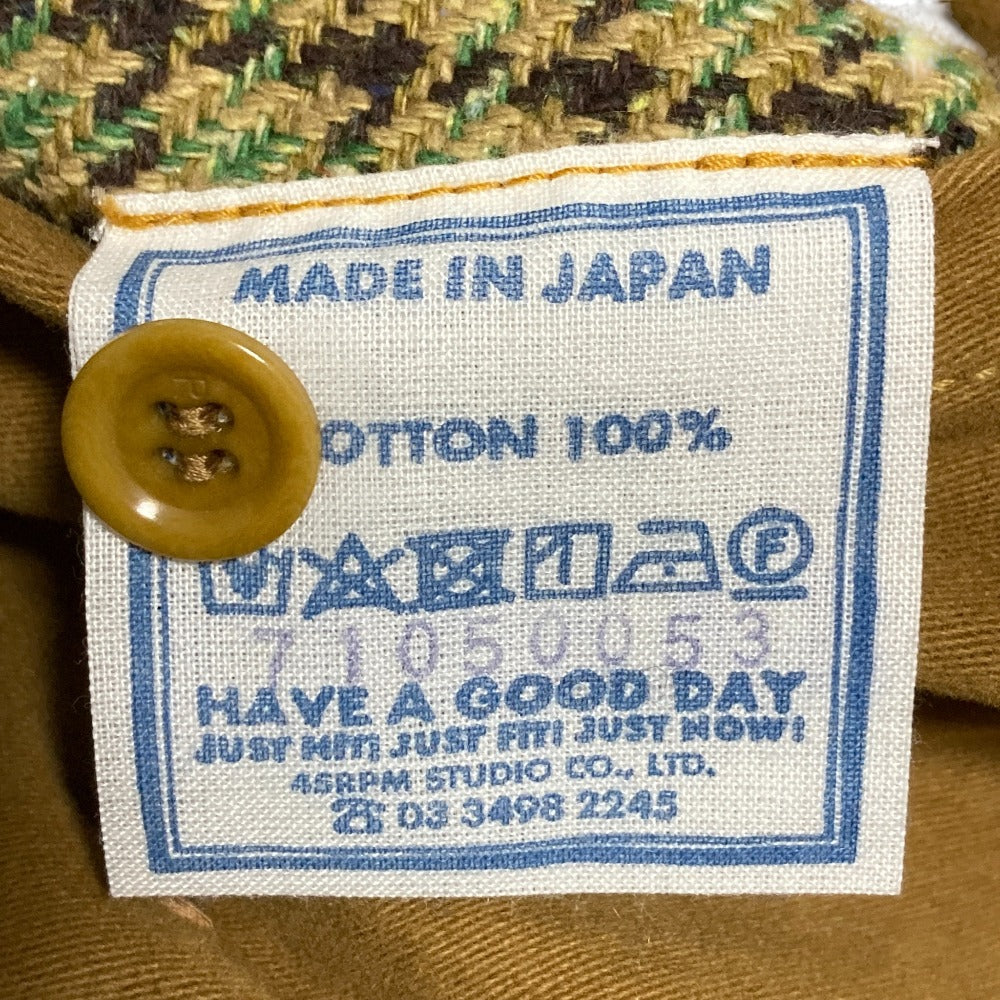 MADE IN JAPAN
OTTON 100%
1 F
71050053
HAVE A GOOD DAY
JUST HIT! JUST FIT! JUST NOW!
45RPM STUDIO CO., LTD.
☎ 03 3498 2245